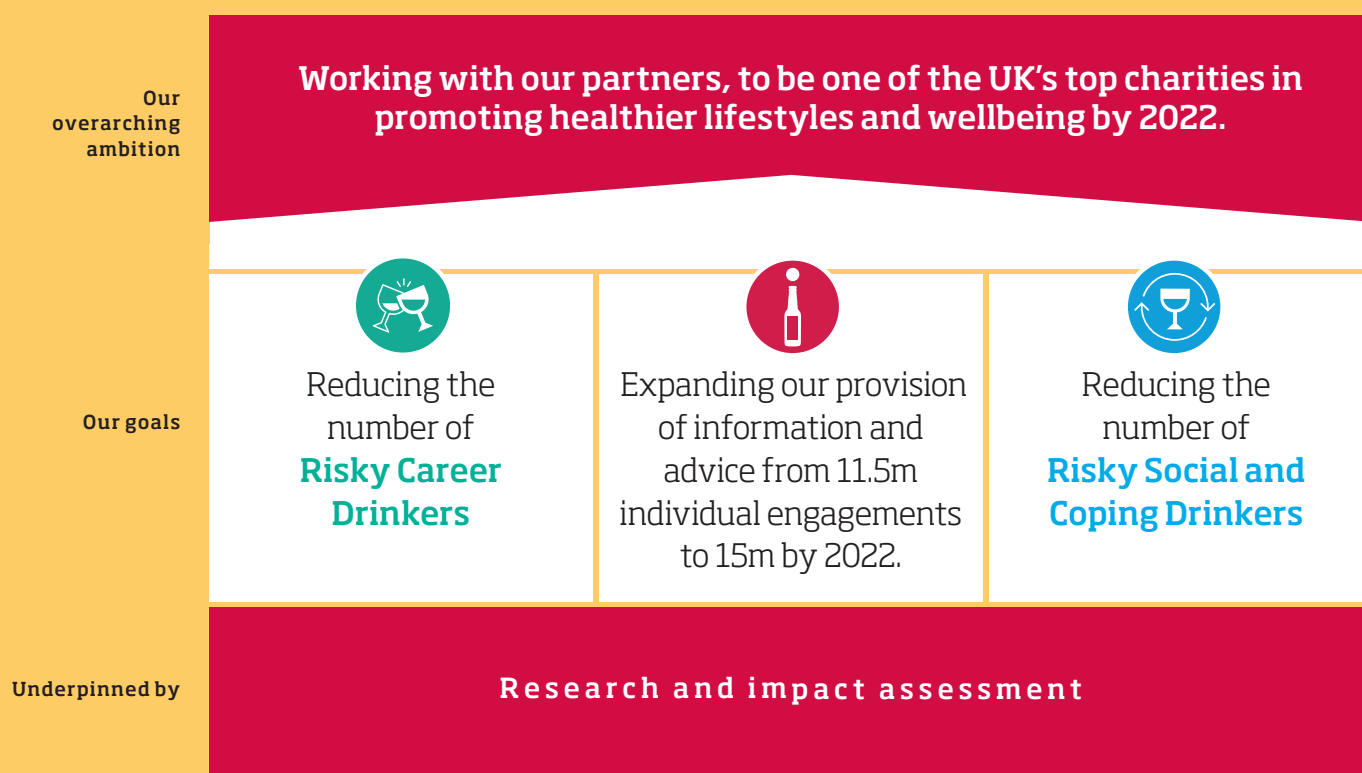 Our
overarching
ambition
Working with our partners, to be one of the UK's top charities in
promoting healthier lifestyles and wellbeing by 2022.
Our goals
Reducing the
number of
Risky Career
Drinkers
Expanding our provision
of information and
advice from 11.5m
individual engagements
to 15m by 2022.
Reducing the
number of
Risky Social and
Coping Drinkers
Underpinned by
Research and impact assessment